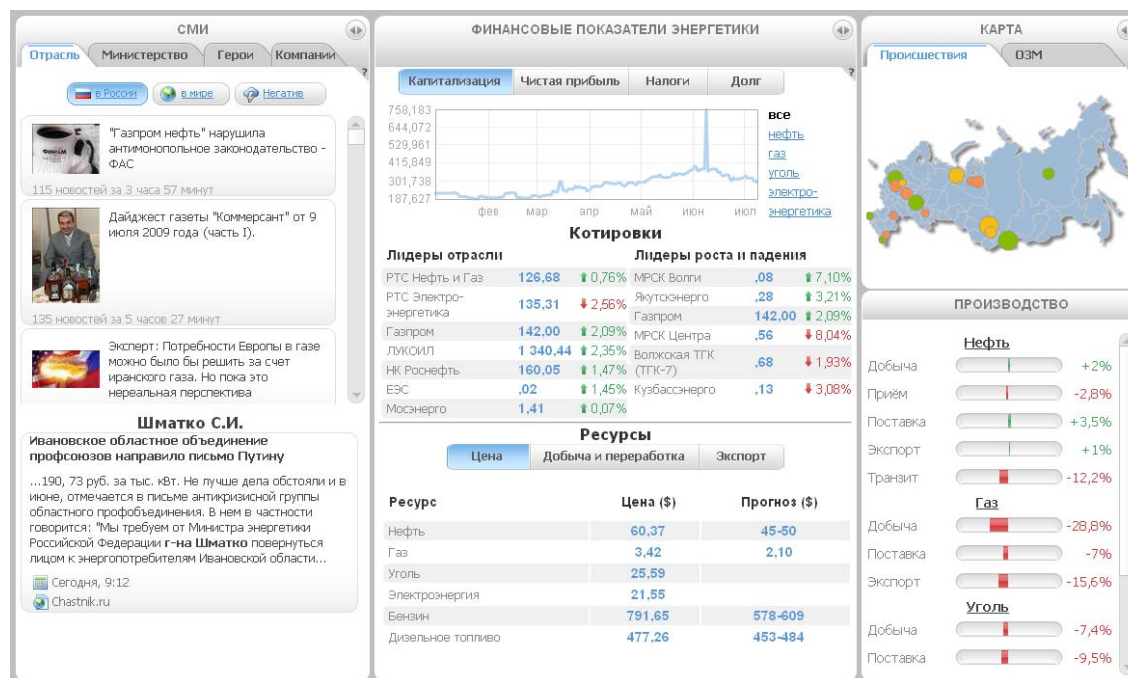 СМИ
Отрасль Министерство Герои Компании
?
в России в мире Негатив
"Газпром нефть" нарушила
антимонопольное законодательство -
ФАС
115 новостей за 3 часа 57 минут
Дайджест газеты "Коммерсант" от 9
июля 2009 года (часть I).
135 новостей за 5 часов 27 минут
Эксперт: Потребности Европы в газе
можно было бы решить за счет
иранского газа. Но пока это
нереальная перспектива
Шматко С.И.
Ивановское областное объединение
профсоюзов направило письмо Путину
...190, 73 руб. за тыс. кВт. Не лучше дела обстояли и в
июне, отмечается в письме антикризисной группы
областного профобъединения. В нем в частности
говорится: "Мы требуем от Министра энергетики
Российской Федерации г-на Шматко повернуться
лицом к энергопотребителям Ивановской области...
Сегодня, 9:12
Chastnik.ru
ФИНАНСОВЫЕ ПОКАЗАТЕЛИ ЭНЕРГЕТИКИ
?
Капитализация Чистая прибыль Налоги Долг
758,183
644,072
529,961
415,849
301,738
187,627
фев мар апр май июн июл
все
нефть
газ
уголь
электро-
энергетика
Котировки
Лидеры отрасли
РТС Нефть и Газ 126,68 0,76%
РТС Электро-
энергетика 135,31 2,56%
Газпром 142,00 2,09%
ЛУКОИЛ 1 340,44 2,35%
НК Роснефть 160,05 1,47%
ЕЭС ,02 1,45%
Мосэнерго 1,41 0,07%
Лидеры роста и падения
МРСК Волги ,08 7,10%
Якутскэнерго ,28 3,21%
Газпром 142,00 2,09%
МРСК Центра ,56 8,04%
Волжская ТГК
(ТГК-7) ,68 1,93%
Кузбассэнерго ,13 3,08%
Ресурсы
Цена Добыча и переработка Экспорт
Ресурс Цена ($) Прогноз ($)
Нефть 60,37 45-50
Газ 3,42 2,10
Уголь 25,59
Электроэнергия 21,55
Бензин 791,65 578-609
Дизельное топливо 477,26 453-484
КАРТА
Происшествия ОЗМ
ПРОИЗВОДСТВО
Нефть
Добыча +2%
Приём -2,8%
Поставка +3,5%
Экспорт +1%
Транзит -12,2%
Газ
Добыча -28,8%
Поставка -7%
Экспорт -15,6%
Уголь
Добыча -7,4%
Поставка -9,5%